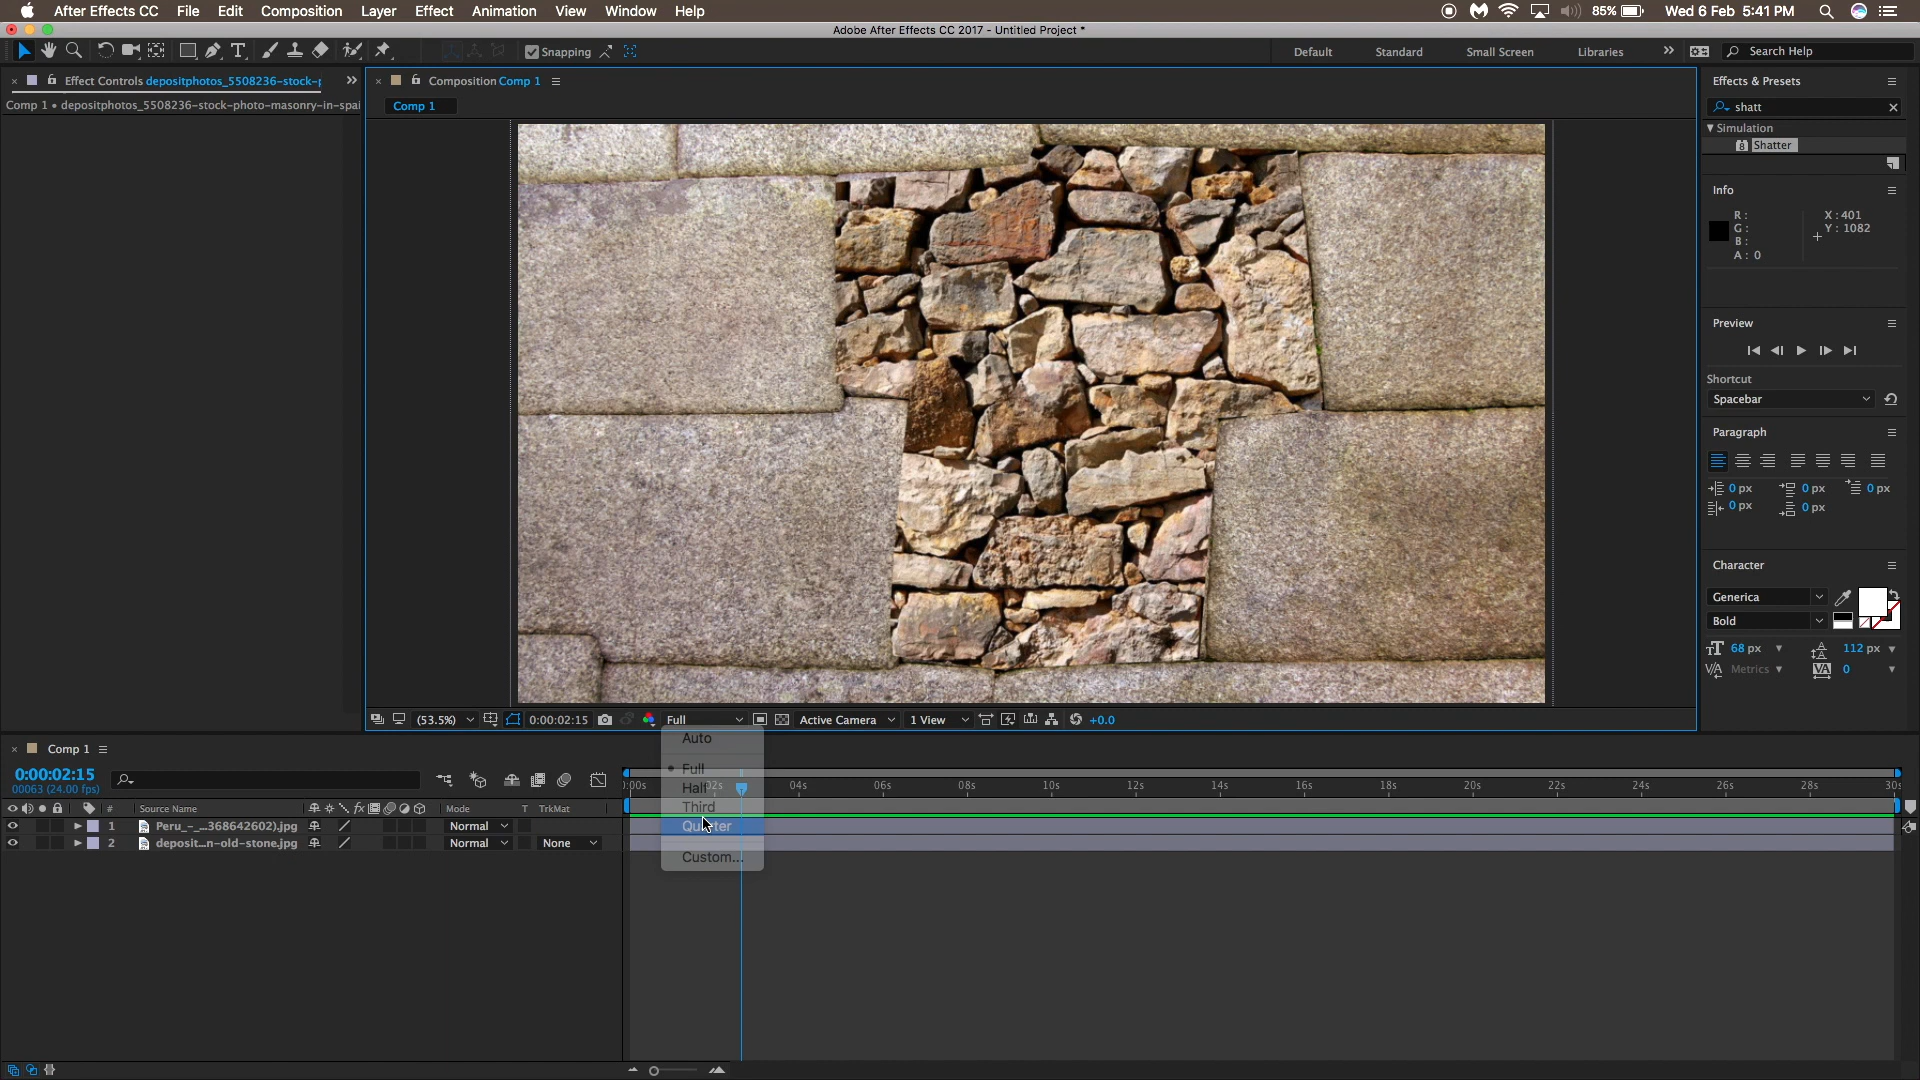 After Effects CC File Edit Composition Layer Effect Animation View Window Help 85% Wed 6 Feb 5:41 PM
Adobe After Effects CC 2017 - Untitled Project *
Snapping Default Standard Small Screen Libraries Search Help
Effect Controls depositphotos_5508236-stock-p Composition Comp 1 Effects & Presets
Comp 1 • depositphotos_5508236-stock-photo-masonry-in-spai
Comp 1
shatt
Simulation
Shatter
Info
R: X: 401
G: Y: 1082
B:
A: 0
Preview
Shortcut
Spacebar
Paragraph
0 px 0 px 0 px
0 px 0 px
Character
Generica
Bold
68 px 112 px
Metrics 0
(53.5%) 0:00:02:15 Full Active Camera 1 View +0.0
Auto
Full
Half
Third
Quarter
Custom...
Comp 1
0:00:02:15
00063 (24.00 fps)
):00s 02s 04s 06s 08s 10s 12s 14s 16s 18s 20s 22s 24s 26s 28s 30s
# Source Name Mode T TrkMat
1 Peru_-_...368642602).jpg Normal
2 deposit...n-old-stone.jpg Normal None